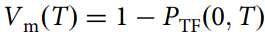 V_m(T) = 1 − P_TF(0, T)